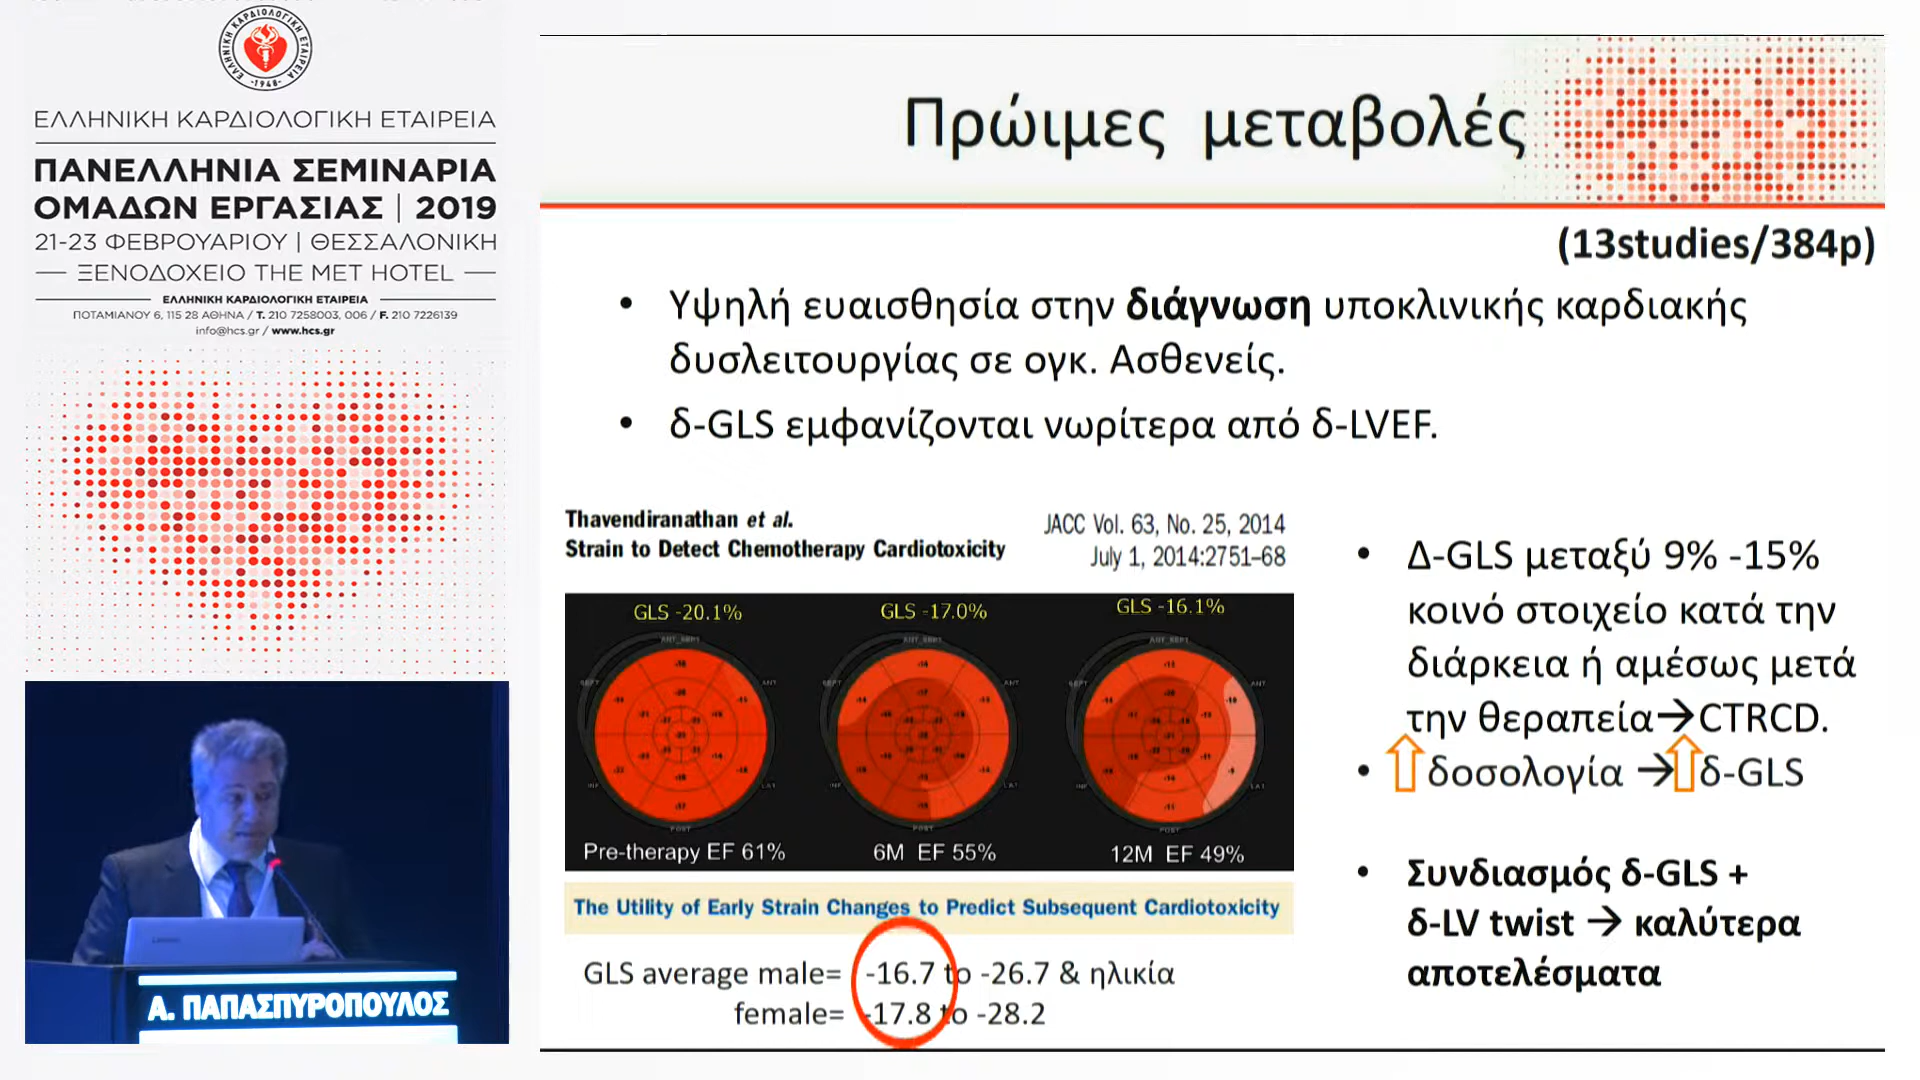 ΕΛΛΗΝΙΚΗ ΚΑΡΔΙΟΛΟΓΙΚΗ ΕΤΑΙΡΕΙΑ
-1948-
ΕΛΛΗΝΙΚΗ ΚΑΡΔΙΟΛΟΓΙΚΗ ΕΤΑΙΡΕΙΑ
ΠΑΝΕΛΛΗΝΙΑ ΣΕΜΙΝΑΡΙΑ
ΟΜΑΔΩΝ ΕΡΓΑΣΙΑΣ | 2019
21-23 ΦΕΒΡΟΥΑΡΙΟΥ | ΘΕΣΣΑΛΟΝΙΚΗ
ΞΕΝΟΔΟΧΕΙΟ THE MET HOTEL
ΕΛΛΗΝΙΚΗ ΚΑΡΔΙΟΛΟΓΙΚΗ ΕΤΑΙΡΕΙΑ
ΠΟΤΑΜΙΑΝΟΥ 6, 115 28 ΑΘΗΝΑ / T. 210 7258003, 006 / F. 210 7226139
info@hcs.gr / www.hcs.gr
Α. ΠΑΠΑΣΠΥΡΟΠΟΥΛΟΣ
Πρώιμες μεταβολές
(13studies/384p)
• Υψηλή ευαισθησία στην διάγνωση υποκλινικής καρδιακής
δυσλειτουργίας σε ογκ. Ασθενείς.
• δ-GLS εμφανίζονται νωρίτερα από δ-LVEF.
Thavendiranathan et al.
Strain to Detect Chemotherapy Cardiotoxicity
JACC Vol. 63, No. 25, 2014
July 1, 2014:2751–68
GLS -20.1%
GLS -17.0%
GLS -16.1%
Pre-therapy EF 61%
6M EF 55%
12M EF 49%
The Utility of Early Strain Changes to Predict Subsequent Cardiotoxicity
GLS average male= -16.7 to -26.7 & ηλικία
female= -17.8 to -28.2
• Δ-GLS μεταξύ 9% -15%
κοινό στοιχείο κατά την
διάρκεια ή αμέσως μετά
την θεραπεία→CTRCD.
• ⇧δοσολογία →⇧δ-GLS
• Συνδιασμός δ-GLS +
δ-LV twist → καλύτερα
αποτελέσματα